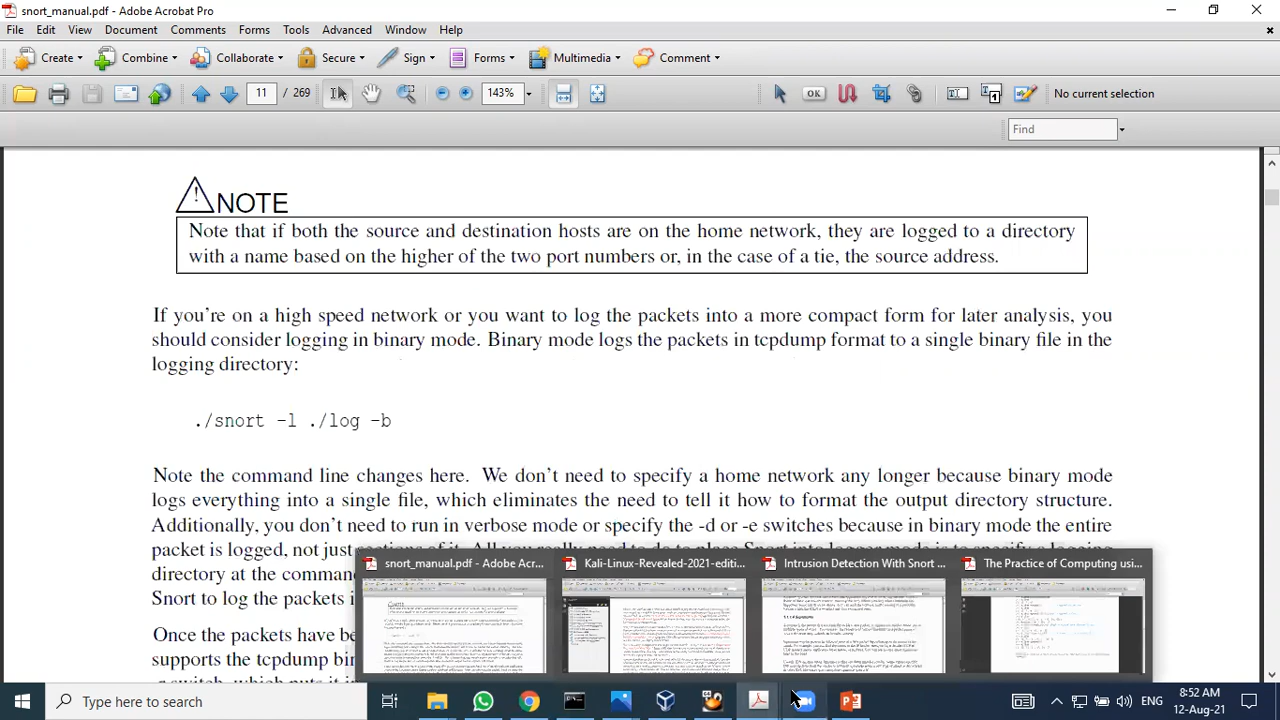 snort_manual.pdf - Adobe Acrobat Pro
File Edit View Document Comments Forms Tools Advanced Window Help
Create Combine Collaborate Secure Sign Forms Multimedia Comment
11 / 269 143% OK No current selection
Find
NOTE
Note that if both the source and destination hosts are on the home network, they are logged to a directory
with a name based on the higher of the two port numbers or, in the case of a tie, the source address.
If you're on a high speed network or you want to log the packets into a more compact form for later analysis, you
should consider logging in binary mode. Binary mode logs the packets in tcpdump format to a single binary file in the
logging directory:
./snort -l ./log -b
Note the command line changes here. We don't need to specify a home network any longer because binary mode
logs everything into a single file, which eliminates the need to tell it how to format the output directory structure.
Additionally, you don't need to run in verbose mode or specify the -d or -e switches because in binary mode the entire
packet is logged, not just
directory at the command
Snort to log the packets i
Once the packets have be
supports the tcpdump bin
snort_manual.pdf - Adobe Acr... Kali-Linux-Revealed-2021-editi... Intrusion Detection With Snort ... The Practice of Computing usi...
Type here to search
ENG
8:52 AM
12-Aug-21